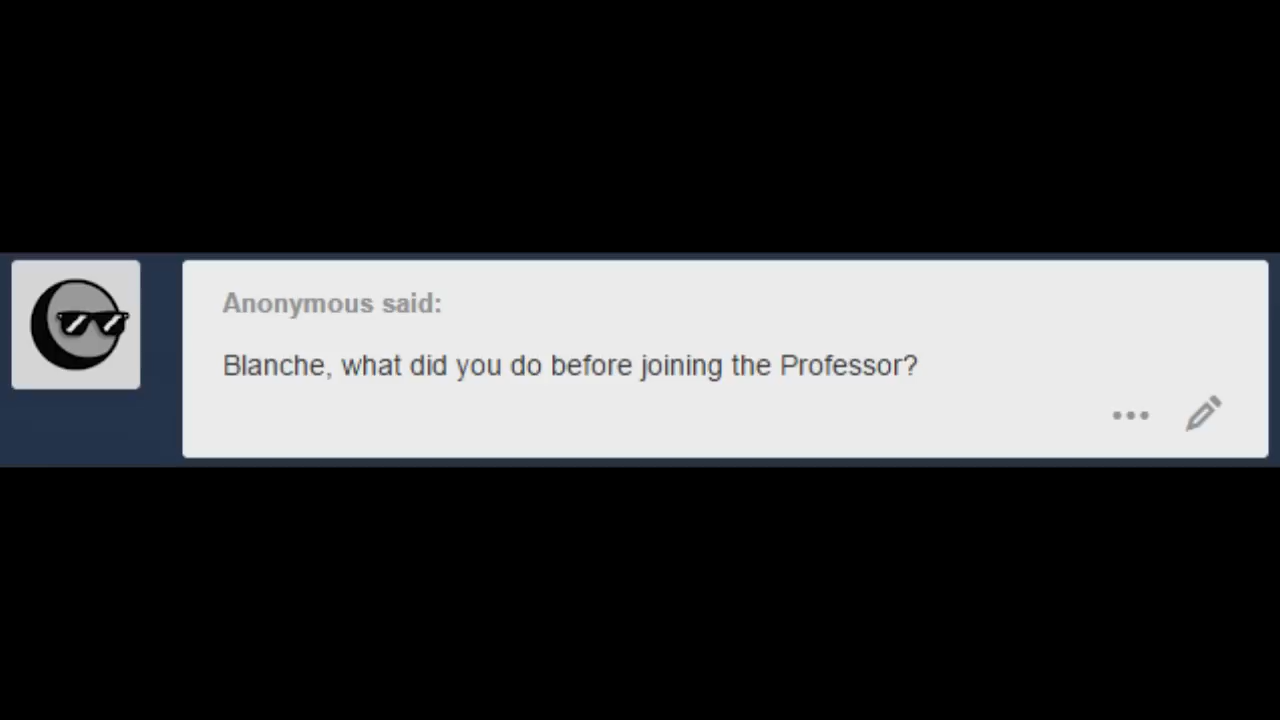 Anonymous said:
Blanche, what did you do before joining the Professor?